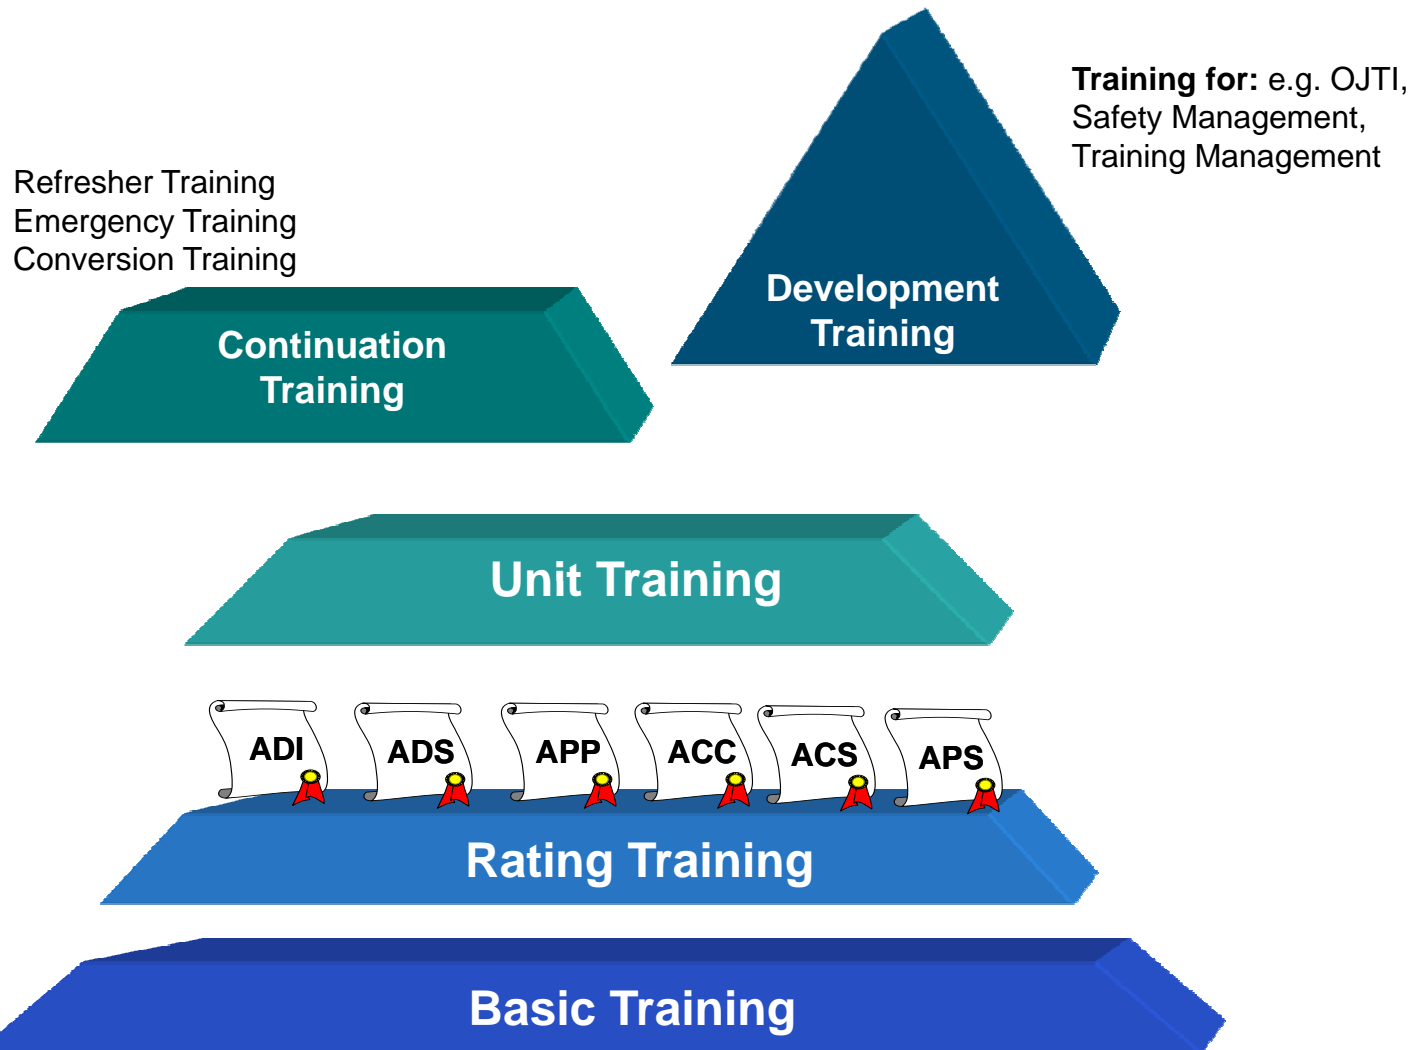 Training for: e.g. OJTI,
Safety Management,
Training Management
Refresher Training
Emergency Training
Conversion Training
Development
Training
Continuation
Training
Unit Training
ADI
ADS
APP
ACC
ACS
APS
Rating Training
Basic Training